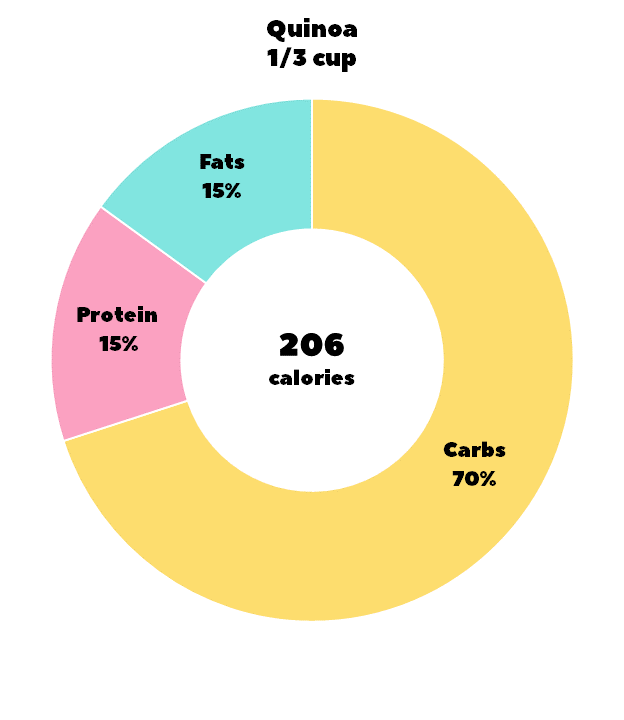 Quinoa
1/3 cup
Fats
15%
Protein
15%
206
calories
Carbs
70%